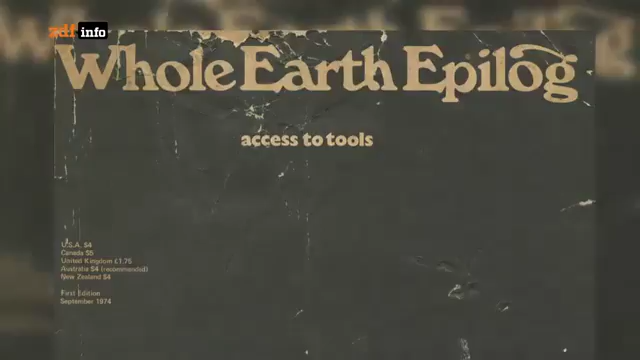 zdf info
Whole Earth Epilog
access to tools
U.S.A. $4
Canada $5
United Kingdom £1.75
Australia $4 (recommended)
New Zealand $4
First Edition
September 1974